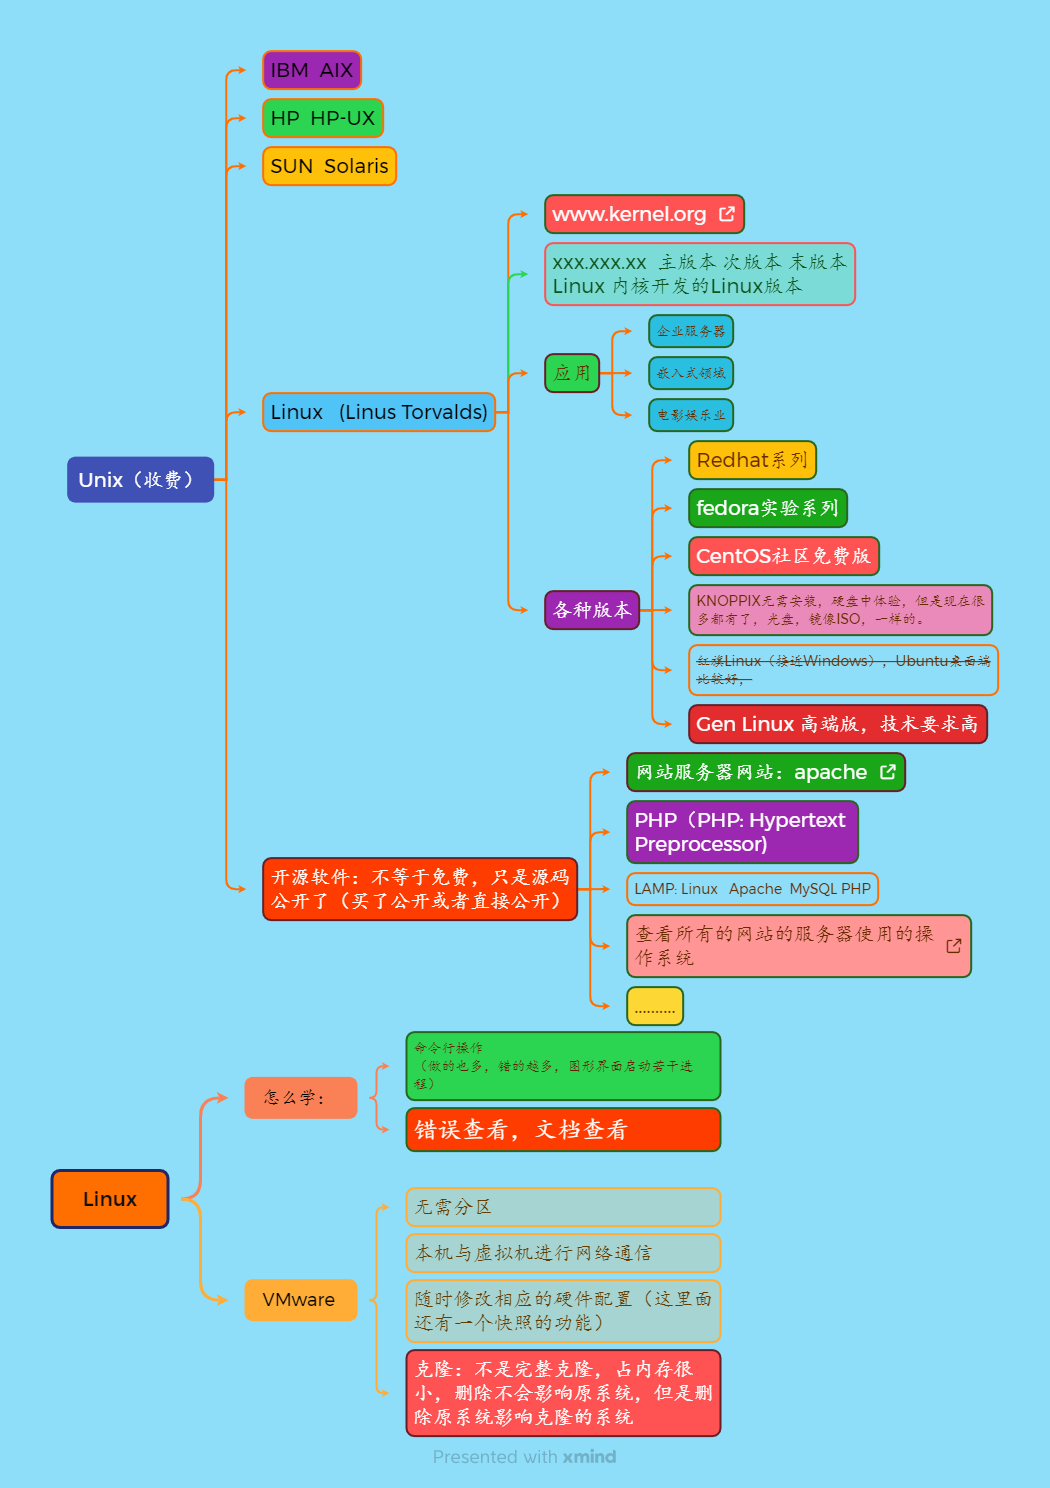 IBM  AIX
HP  HP-UX
SUN  Solaris
www.kernel.org
xxx.xxx.xx  主版本 次版本 末版本
Linux 内核开发的Linux版本
企业服务器
应用
嵌入式领域
电影娱乐业
Linux   (Linus Torvalds)
Redhat系列
Unix（收费）
fedora实验系列
CentOS社区免费版
各种版本
KNOPPIX无需安装，硬盘中体验，但是现在很
多都有了，光盘，镜像ISO，一样的。
红旗Linux（接近Windows），Ubuntu桌面端
比较好，
Gen Linux 高端版，技术要求高
网站服务器网站：apache
PHP（PHP: Hypertext
Preprocessor)
开源软件：不等于免费，只是源码
公开了（买了公开或者直接公开）
LAMP: Linux   Apache  MySQL PHP
查看所有的网站的服务器使用的操
作系统
..........
命令行操作
（做的也多，错的越多，图形界面启动若干进
程）
怎么学：
错误查看，文档查看
Linux
无需分区
本机与虚拟机进行网络通信
VMware
随时修改相应的硬件配置（这里面
还有一个快照的功能）
克隆：不是完整克隆，占内存很
小，删除不会影响原系统，但是删
除原系统影响克隆的系统
Presented with xmind